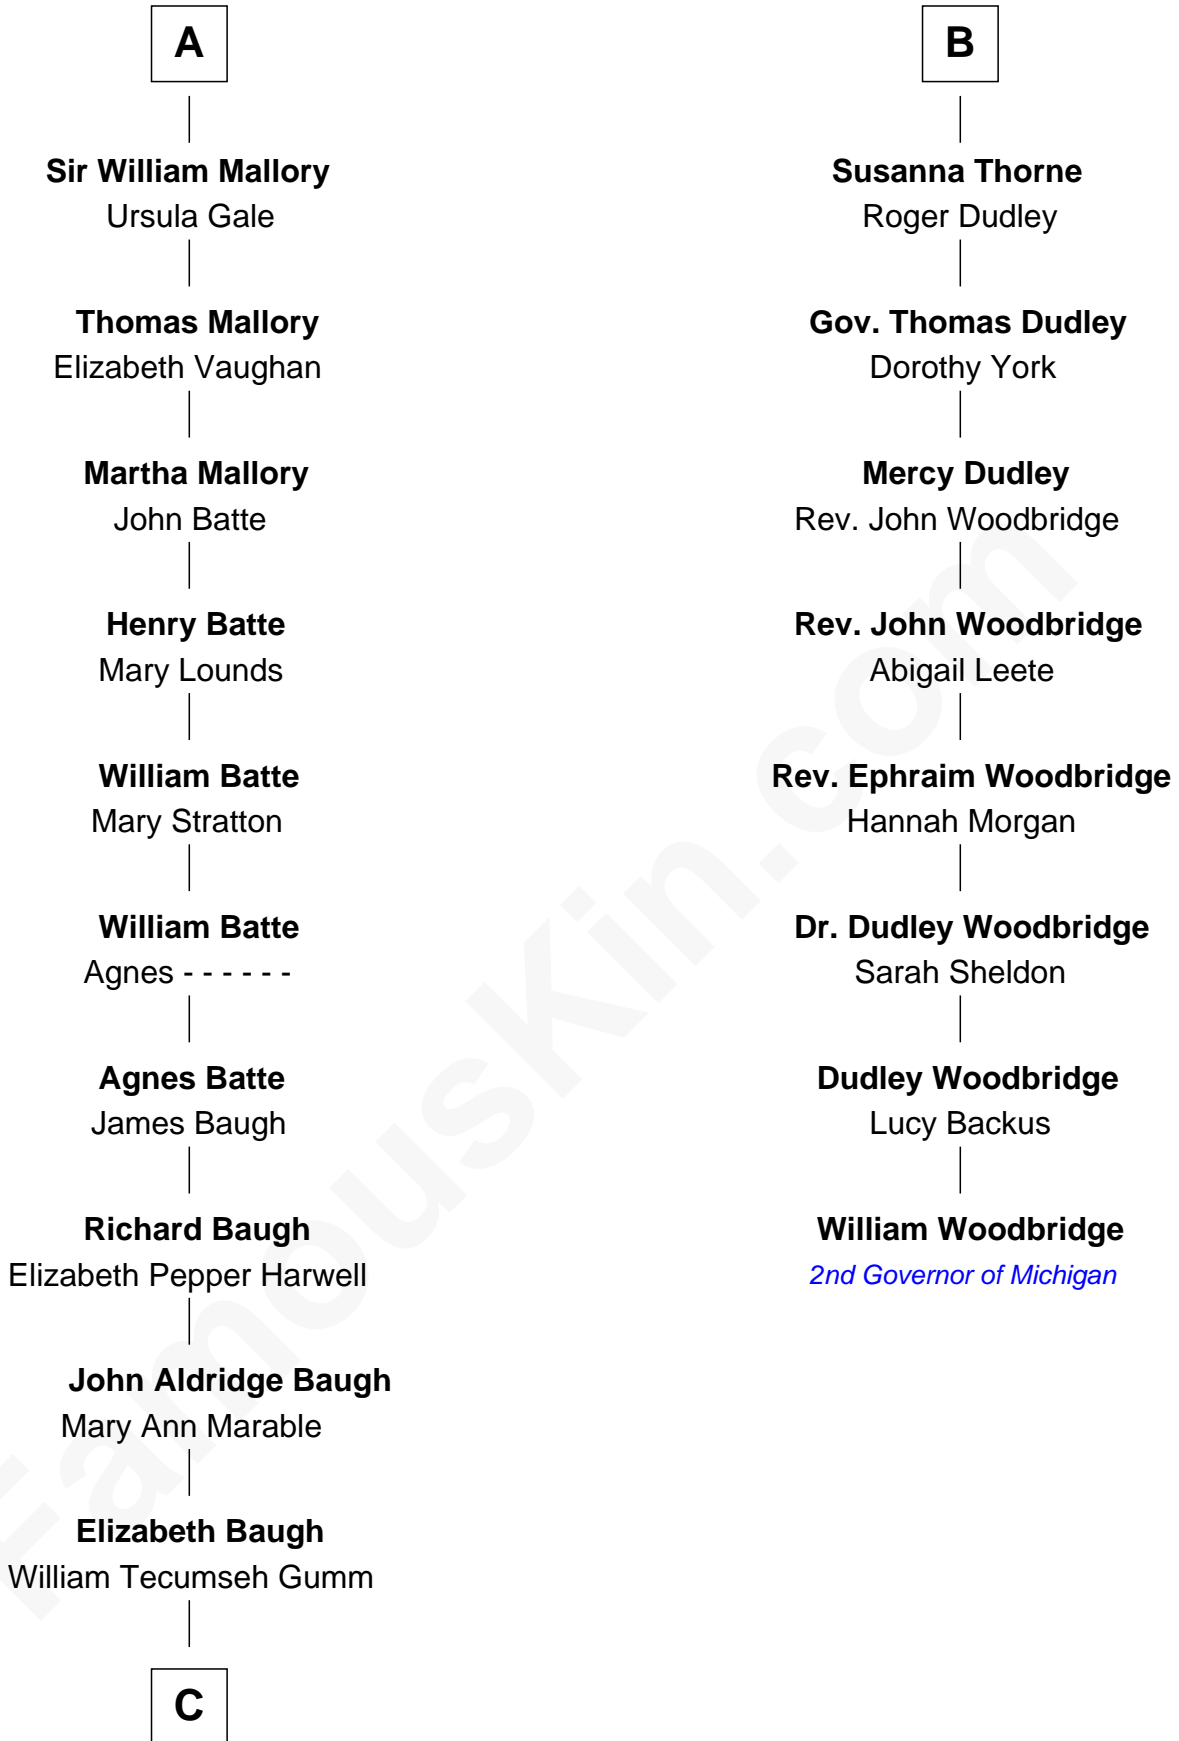 A
Sir William Mallory
Ursula Gale
Thomas Mallory
Elizabeth Vaughan
Martha Mallory
John Batte
Henry Batte
Mary Lounds
William Batte
Mary Stratton
William Batte
Agnes - - - - - -
Agnes Batte
James Baugh
Richard Baugh
Elizabeth Pepper Harwell
John Aldridge Baugh
Mary Ann Marable
Elizabeth Baugh
William Tecumseh Gumm
C
B
Susanna Thorne
Roger Dudley
Gov. Thomas Dudley
Dorothy York
Mercy Dudley
Rev. John Woodbridge
Rev. John Woodbridge
Abigail Leete
Rev. Ephraim Woodbridge
Hannah Morgan
Dr. Dudley Woodbridge
Sarah Sheldon
Dudley Woodbridge
Lucy Backus
William Woodbridge
2nd Governor of Michigan
FamousKin.com